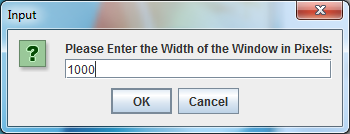 Input
Please Enter the Width of the Window in Pixels:
1000
OK
Cancel